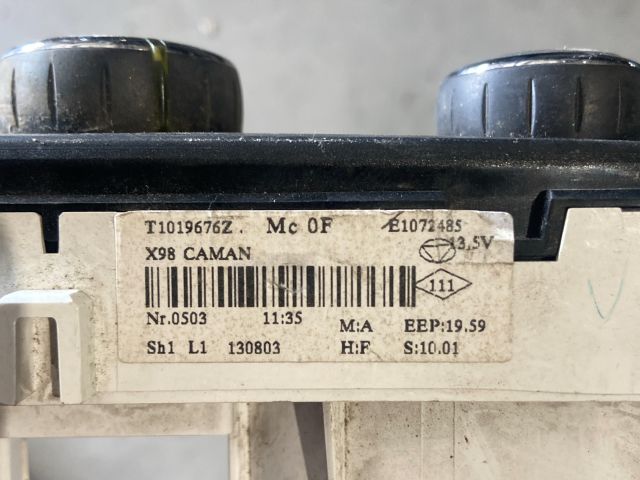 T1019676Z . Mc 0F E1072485
X98 CAMAN 13,5V
111
Nr.0503 11:35 M:A EEP:19.59
Sh1 L1 130803 H:F S:10.01